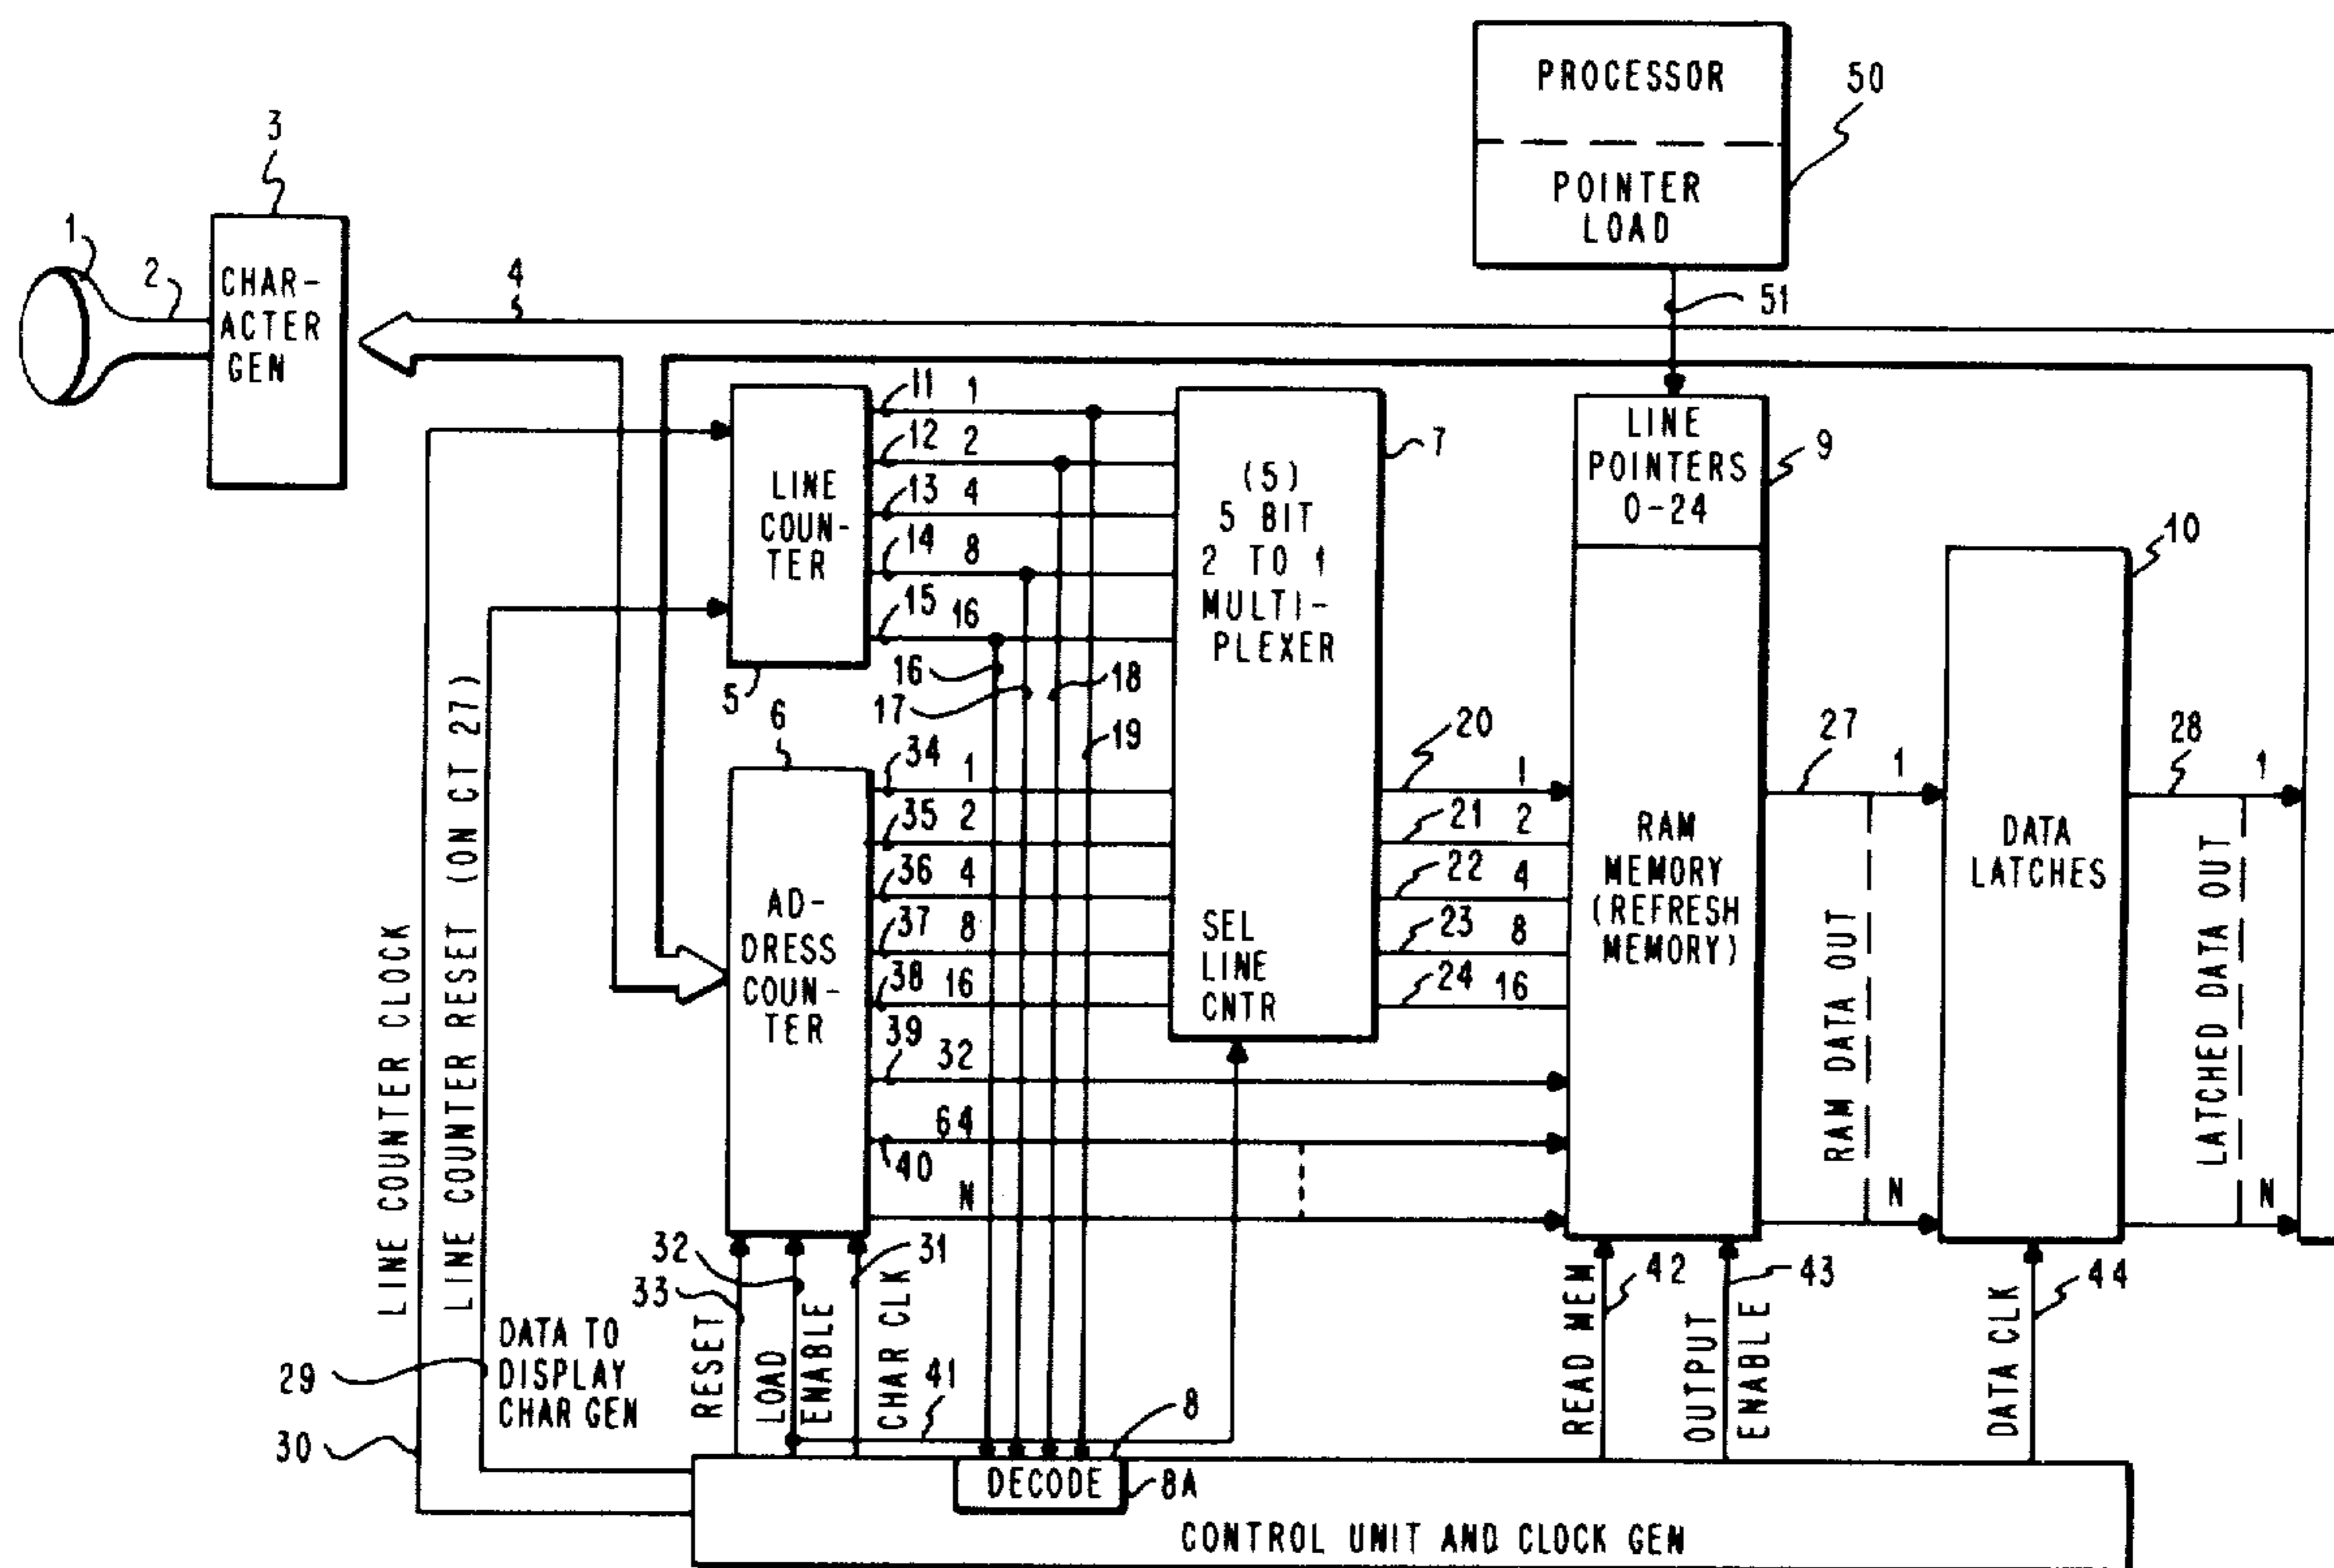 PROCESSOR
50
POINTER
LOAD
3
1
2
CHAR-
ACTER
GEN
4
51
11 1
12 2
13 4
14 8
15 16
LINE
COUN-
TER
5
16
17
18
19
(5)
5 BIT
2 TO 1
MULTI-
PLEXER
7
SEL
LINE
CNTR
LINE
POINTERS
0-24
9
10
6
34 1
35 2
36 4
37 8
38 16
39 32
64
40
N
AD-
DRESS
COUN-
TER
20 1
21 2
22 4
23 8
24 16
RAM
MEMORY
(REFRESH
MEMORY)
27 1
RAM DATA OUT
N
DATA
LATCHES
28 1
LATCHED DATA OUT
N
LINE COUNTER CLOCK
LINE COUNTER RESET (ON CT 27)
DATA TO
DISPLAY
CHAR GEN
29
30
32
33
31
RESET
LOAD
ENABLE
CHAR CLK
41
READ MEM
42
OUTPUT
ENABLE
43
DATA CLK
44
8
DECODE
8A
CONTROL UNIT AND CLOCK GEN